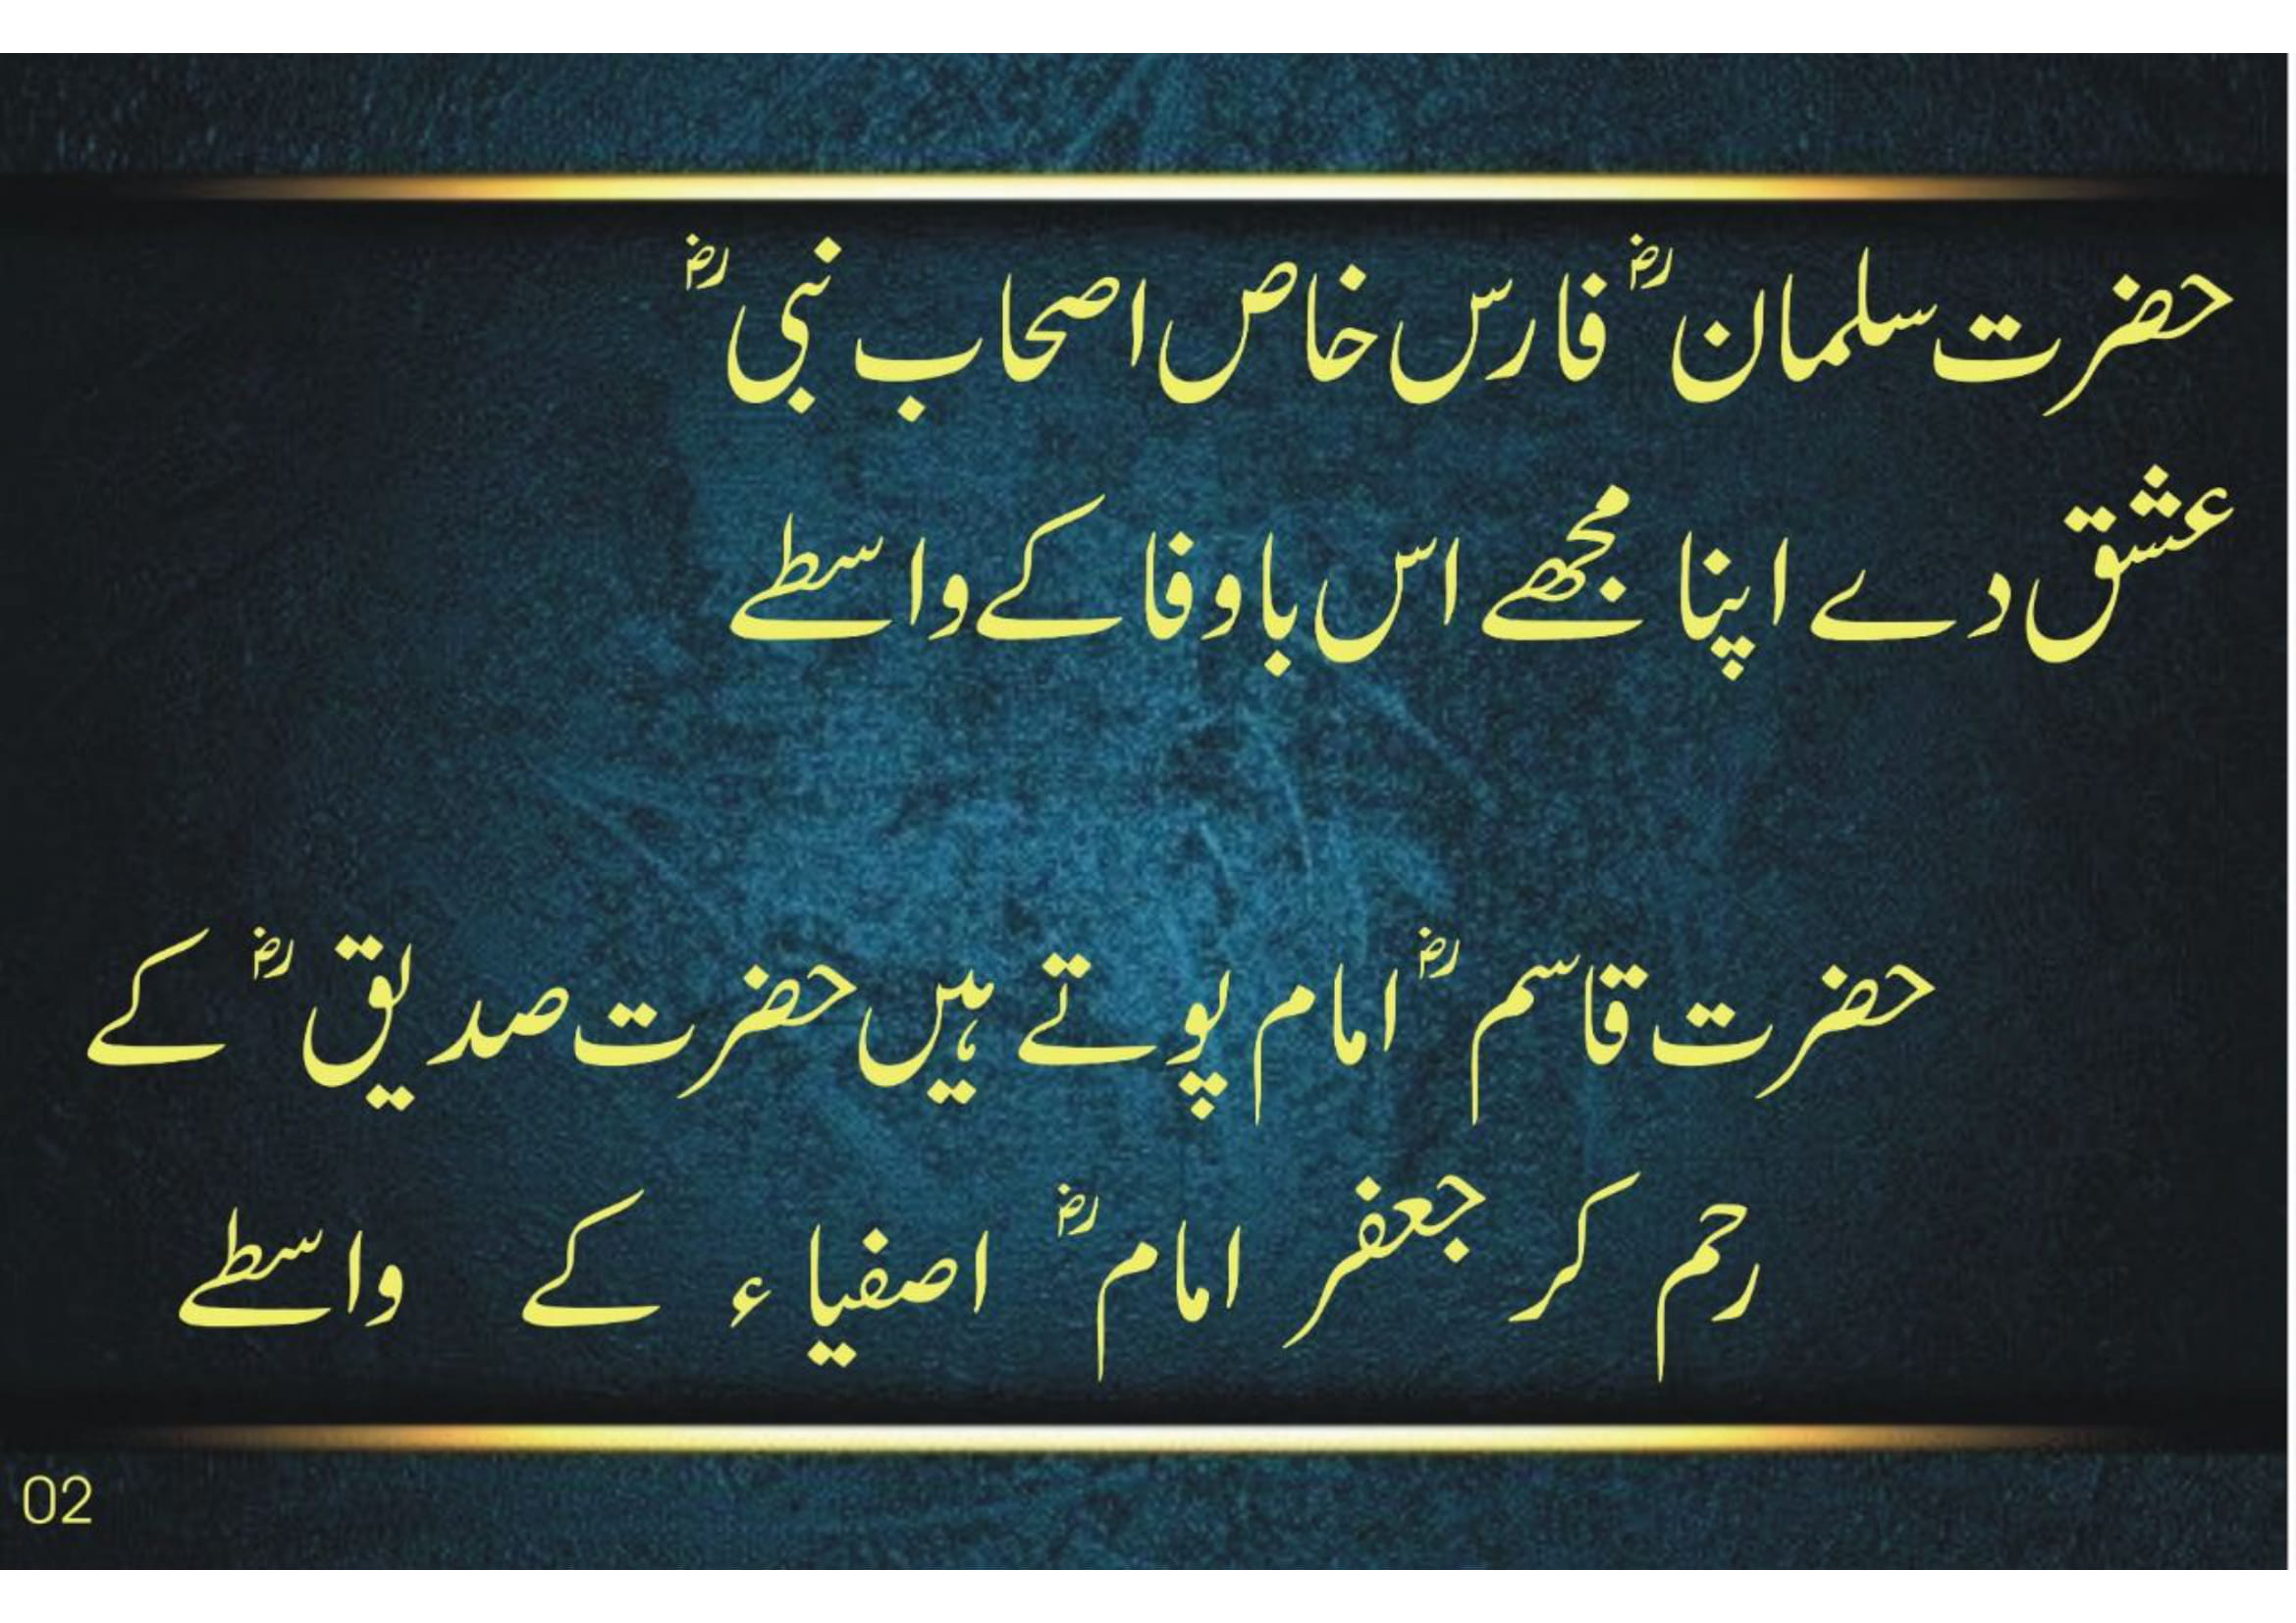 حضرت سلمانؓ فارس خاص اصحاب نبیؓ
عشق دے اپنا مجھے اس باوفا کے واسطے
حضرت قاسمؓ امام پوتے ہیں حضرت صدیقؓ کے
رحم کر جعفر امامؓ اصفیاء کے واسطے
02